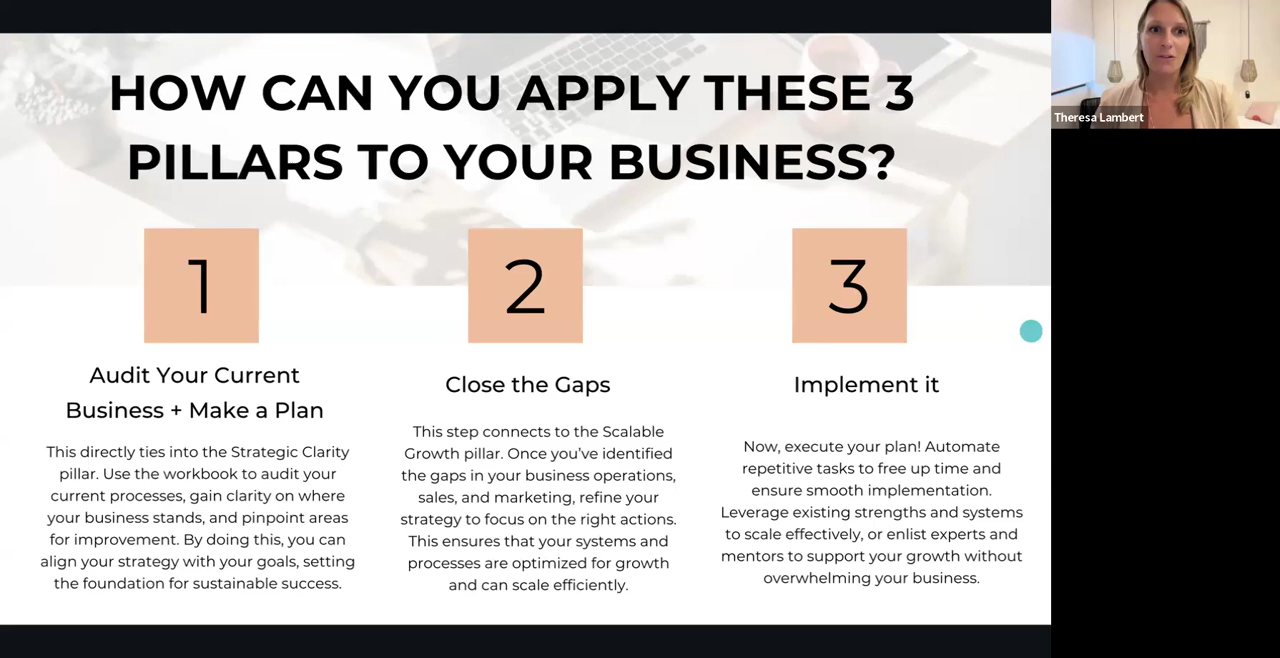 HOW CAN YOU APPLY THESE 3
PILLARS TO YOUR BUSINESS?
1
Audit Your Current
Business + Make a Plan
This directly ties into the Strategic Clarity
pillar. Use the workbook to audit your
current processes, gain clarity on where
your business stands, and pinpoint areas
for improvement. By doing this, you can
align your strategy with your goals, setting
the foundation for sustainable success.
2
Close the Gaps
This step connects to the Scalable
Growth pillar. Once you’ve identified
the gaps in your business operations,
sales, and marketing, refine your
strategy to focus on the right actions.
This ensures that your systems and
processes are optimized for growth
and can scale efficiently.
3
Implement it
Now, execute your plan! Automate
repetitive tasks to free up time and
ensure smooth implementation.
Leverage existing strengths and systems
to scale effectively, or enlist experts and
mentors to support your growth without
overwhelming your business.
Theresa Lambert